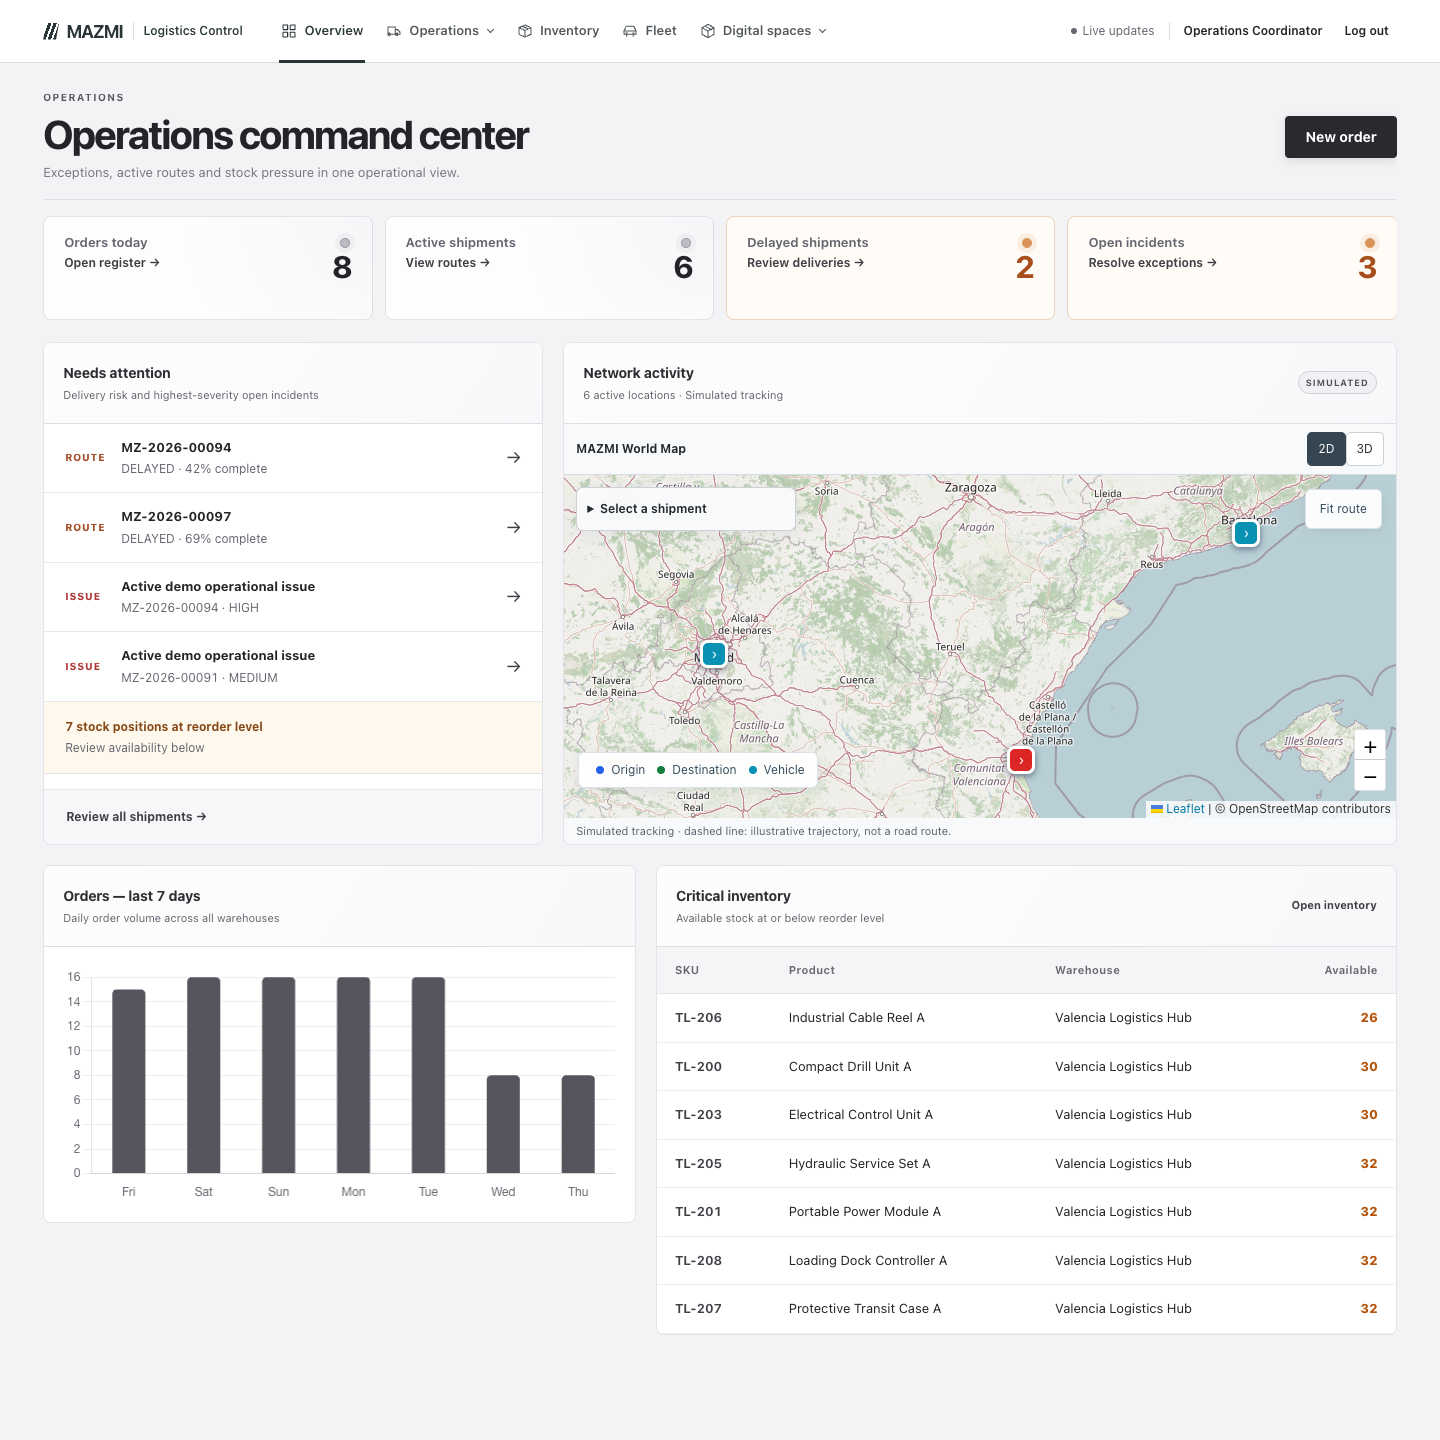 MAZMI
Logistics Control
Overview
Operations
Inventory
Fleet
Digital spaces
Live updates
Operations Coordinator
Log out
OPERATIONS
Operations command center
Exceptions, active routes and stock pressure in one operational view.
New order
Orders today
Open register →
8
Active shipments
View routes →
6
Delayed shipments
Review deliveries →
2
Open incidents
Resolve exceptions →
3
Needs attention
Delivery risk and highest-severity open incidents
ROUTE
MZ-2026-00094
DELAYED · 42% complete
→
ROUTE
MZ-2026-00097
DELAYED · 69% complete
→
ISSUE
Active demo operational issue
MZ-2026-00094 · HIGH
→
ISSUE
Active demo operational issue
MZ-2026-00091 · MEDIUM
→
7 stock positions at reorder level
Review availability below
Review all shipments →
Network activity
6 active locations · Simulated tracking
SIMULATED
MAZMI World Map
2D
3D
Select a shipment
Fit route
Soria
Zaragoza
Lleida
Catalunya
Aragón
Reus
Segovia
Ávila
Alcalá
de Henares
Teruel
Valdemoro
Cuenca
Talavera
de la Reina
Toledo
Castilla-La
Mancha
Castelló
de la Plana /
Castellón
de la Plana
Illes Balears
Comunitat
Valenciana
Ciudad
Real
Origin
Destination
Vehicle
+
−
Leaflet | © OpenStreetMap contributors
Simulated tracking · dashed line: illustrative trajectory, not a road route.
Orders — last 7 days
Daily order volume across all warehouses
16
14
12
10
8
6
4
2
0
Fri Sat Sun Mon Tue Wed Thu
Critical inventory
Available stock at or below reorder level
Open inventory
SKU Product Warehouse Available
TL-206 Industrial Cable Reel A Valencia Logistics Hub 26
TL-200 Compact Drill Unit A Valencia Logistics Hub 30
TL-203 Electrical Control Unit A Valencia Logistics Hub 30
TL-205 Hydraulic Service Set A Valencia Logistics Hub 32
TL-201 Portable Power Module A Valencia Logistics Hub 32
TL-208 Loading Dock Controller A Valencia Logistics Hub 32
TL-207 Protective Transit Case A Valencia Logistics Hub 32